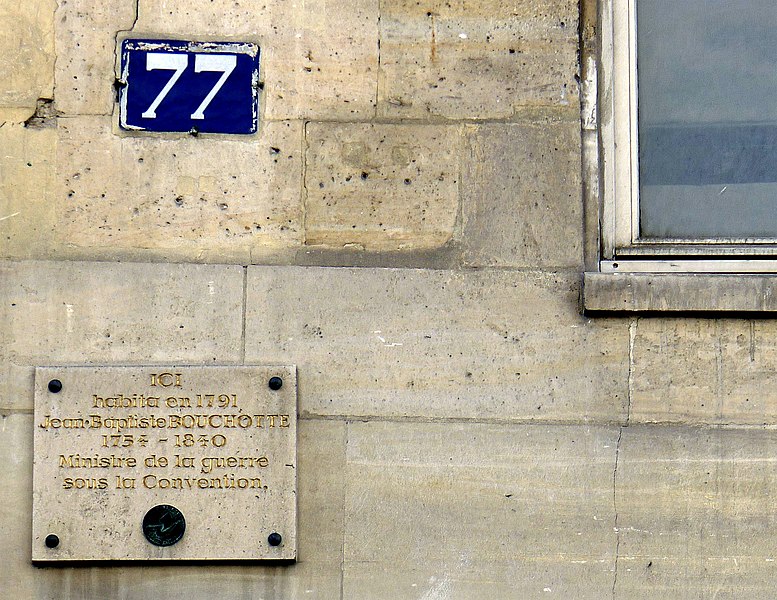 77
ICI
habita en 1791
Jean-Baptiste BOUCHOTTE
1754 - 1840
Ministre de la guerre
sous la Convention.